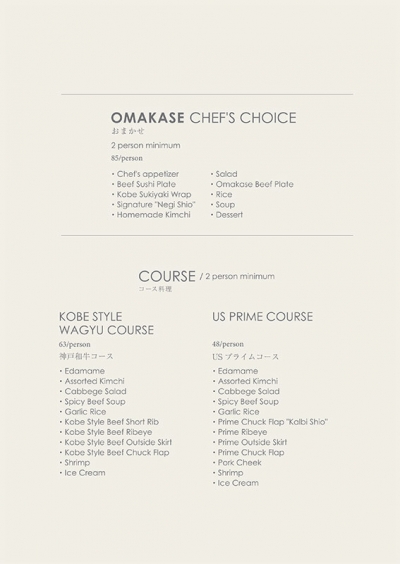 OMAKASE CHEF'S CHOICE
おまかせ
2 person minimum
85/person
・Chef's appetizer
・Beef Sushi Plate
・Kobe Sukiyaki Wrap
・Signature "Negi Shio"
・Homemade Kimchi
・Salad
・Omakase Beef Plate
・Rice
・Soup
・Dessert
COURSE / 2 person minimum
コース料理
KOBE STYLE
WAGYU COURSE
63/person
神戸和牛コース
・Edamame
・Assorted Kimchi
・Cabbege Salad
・Spicy Beef Soup
・Garlic Rice
・Kobe Style Beef Short Rib
・Kobe Style Beef Ribeye
・Kobe Style Beef Outside Skirt
・Kobe Style Beef Chuck Flap
・Shrimp
・Ice Cream
US PRIME COURSE
48/person
US プライムコース
・Edamame
・Assorted Kimchi
・Cabbege Salad
・Spicy Beef Soup
・Garlic Rice
・Prime Chuck Flap "Kalbi Shio"
・Prime Ribeye
・Prime Outside Skirt
・Prime Chuck Flap
・Pork Cheek
・Shrimp
・Ice Cream